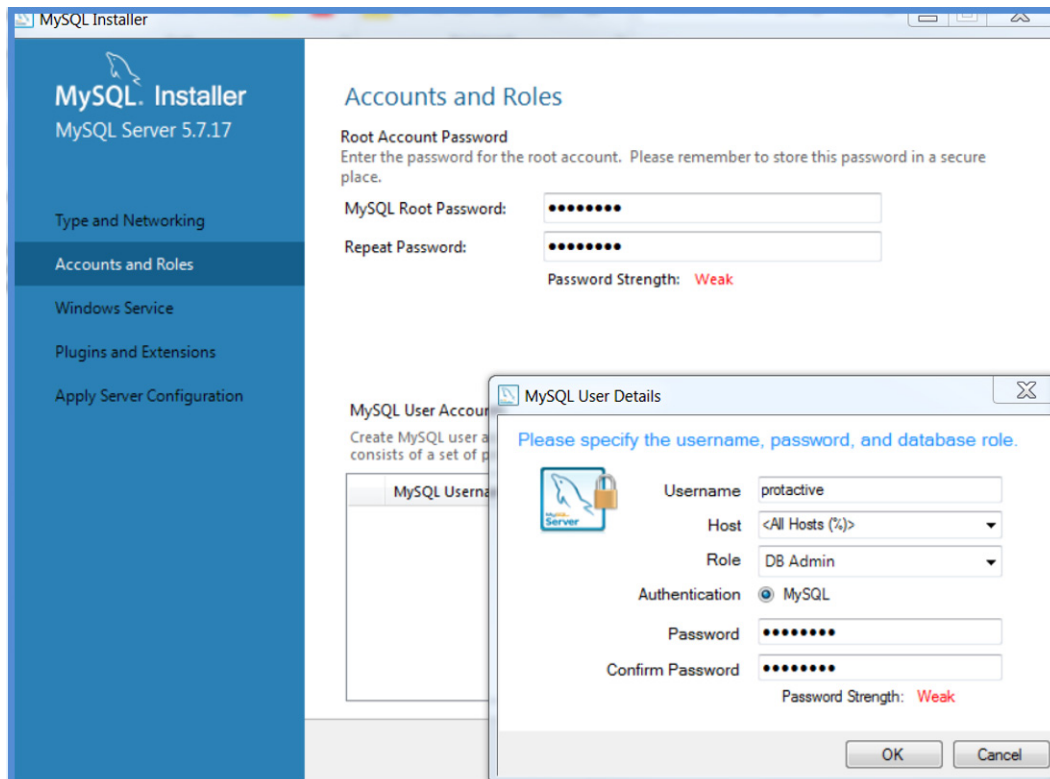 MySQL Installer
MySQL. Installer
MySQL Server 5.7.17
Type and Networking
Accounts and Roles
Windows Service
Plugins and Extensions
Apply Server Configuration
Accounts and Roles
Root Account Password
Enter the password for the root account. Please remember to store this password in a secure
place.
MySQL Root Password: ●●●●●●●●
Repeat Password: ●●●●●●●●
Password Strength: Weak
MySQL User Accoun
Create MySQL user a
consists of a set of p
MySQL Userna
MySQL User Details
Please specify the username, password, and database role.
MySQL
Server
Username protactive
Host <All Hosts (%)>
Role DB Admin
Authentication MySQL
Password ●●●●●●●●
Confirm Password ●●●●●●●●
Password Strength: Weak
OK Cancel